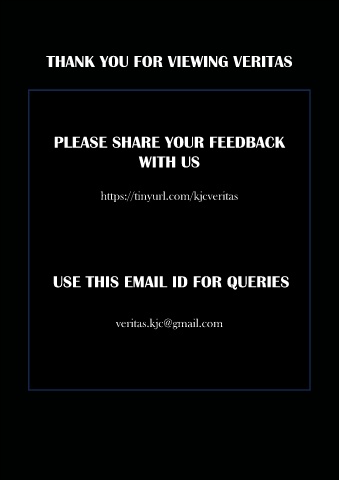 THANK YOU FOR VIEWING VERITAS
PLEASE SHARE YOUR FEEDBACK
WITH US
https://tinyurl.com/kjcveritas
USE THIS EMAIL ID FOR QUERIES
veritas.kjc@gmail.com